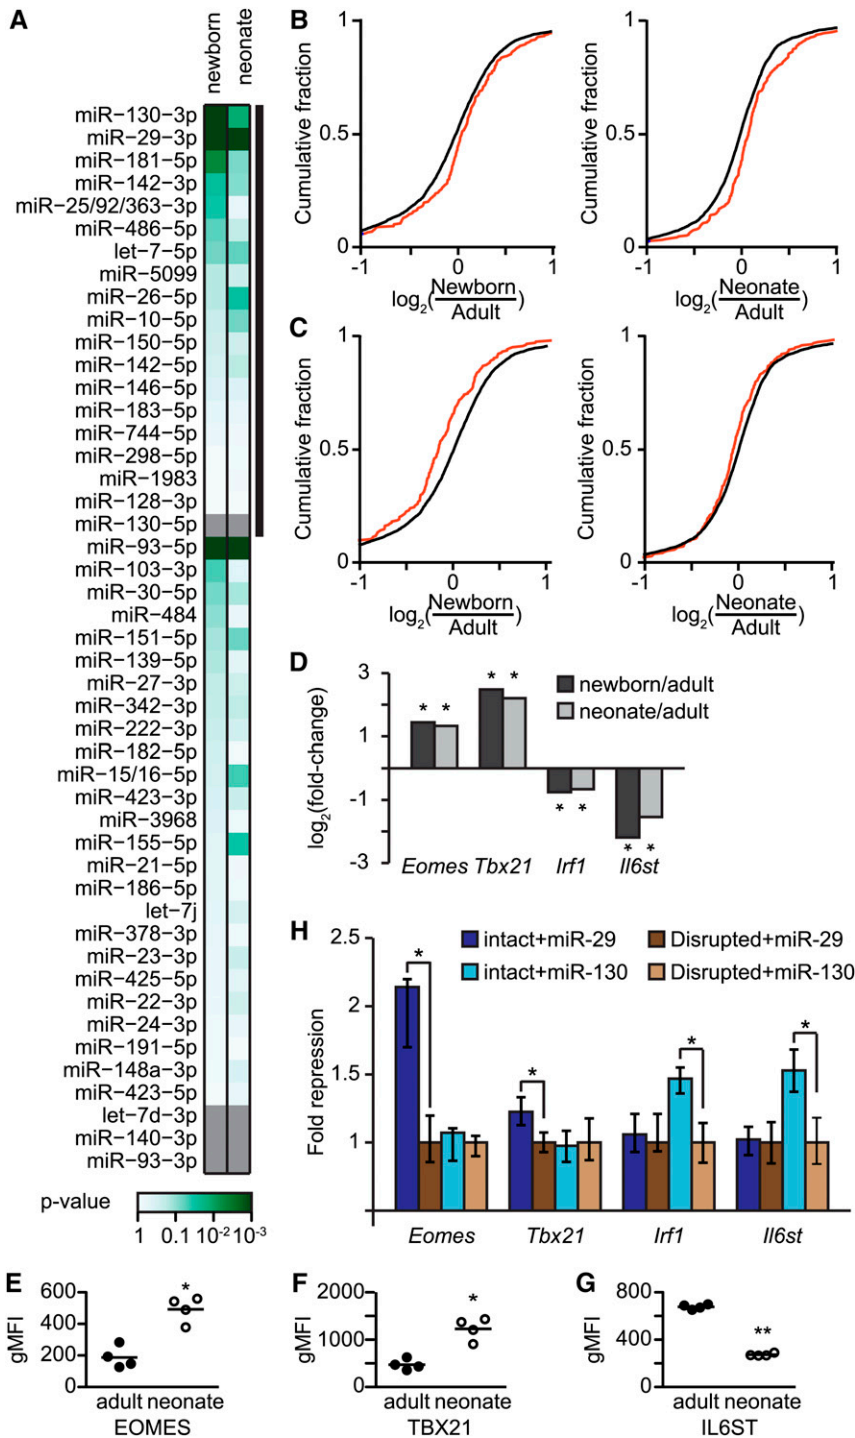 A
newborn
neonate
miR−130−3p
miR−29−3p
miR−181−5p
miR−142−3p
miR−25/92/363−3p
miR−486−5p
let−7−5p
miR−5099
miR−26−5p
miR−10−5p
miR−150−5p
miR−142−5p
miR−146−5p
miR−183−5p
miR−744−5p
miR−298−5p
miR−1983
miR−128−3p
miR−130−5p
miR−93−5p
miR−103−3p
miR−30−5p
miR−484
miR−151−5p
miR−139−5p
miR−27−3p
miR−342−3p
miR−222−3p
miR−182−5p
miR−15/16−5p
miR−423−3p
miR−3968
miR−155−5p
miR−21−5p
miR−186−5p
let−7j
miR−378−3p
miR−23−3p
miR−425−5p
miR−22−3p
miR−24−3p
miR−191−5p
miR−148a−3p
miR−423−5p
let−7d−3p
miR−140−3p
miR−93−3p
p-value
1 0.1 10-2 10-3
B
Cumulative fraction
1
0.5
0
-1 0 1
log2(Newborn
Adult)
Cumulative fraction
1
0.5
0
-1 0 1
log2(Neonate
Adult)
C
Cumulative fraction
1
0.5
0
-1 0 1
log2(Newborn
Adult)
Cumulative fraction
1
0.5
0
-1 0 1
log2(Neonate
Adult)
D
log2(fold-change)
3
1
-1
-3
* * * *
* * * *
newborn/adult
neonate/adult
Eomes Tbx21 Irf1 Il6st
H
Fold repression
2.5
2
1.5
1
intact+miR-29 Disrupted+miR-29
intact+miR-130 Disrupted+miR-130
* * * *
Eomes Tbx21 Irf1 Il6st
E
gMFI
600
400
200
0
*
adult neonate
EOMES
F
gMFI
2000
1000
0
*
adult neonate
TBX21
G
gMFI
800
400
0
**
adult neonate
IL6ST